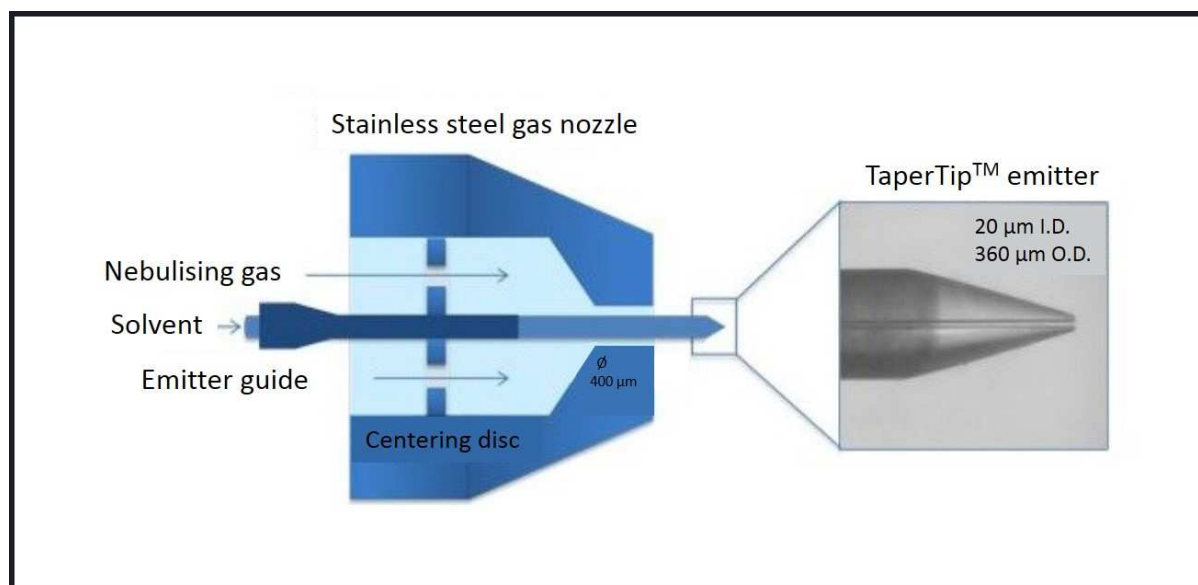 Stainless steel gas nozzle
TaperTip™ emitter
20 µm I.D.
360 µm O.D.
Nebulising gas
Solvent
Emitter guide
Ø
400 µm
Centering disc